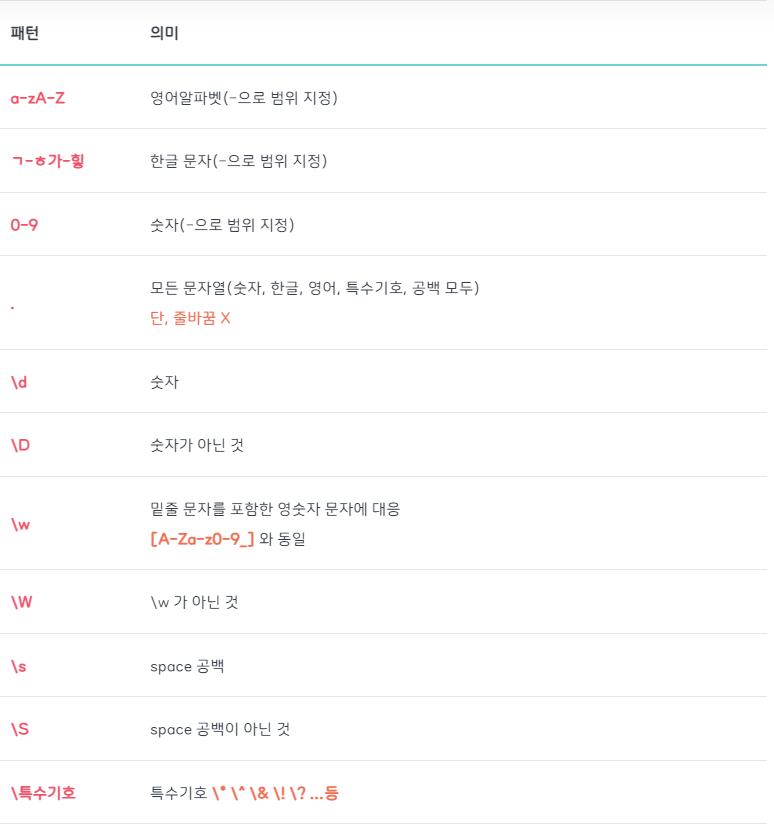 패턴 의미
a-zA-Z 영어알파벳(-으로 범위 지정)
ㄱ-ㅎ가-힣 한글 문자(-으로 범위 지정)
0-9 숫자(-으로 범위 지정)
. 모든 문자열(숫자, 한글, 영어, 특수기호, 공백 모두)
단, 줄바꿈 X
\d 숫자
\D 숫자가 아닌 것
\w 밑줄 문자를 포함한 영숫자 문자에 대응
[A-Za-z0-9_] 와 동일
\W \w 가 아닌 것
\s space 공백
\S space 공백이 아닌 것
\특수기호 특수기호 \* \^ \& \! \? ...등